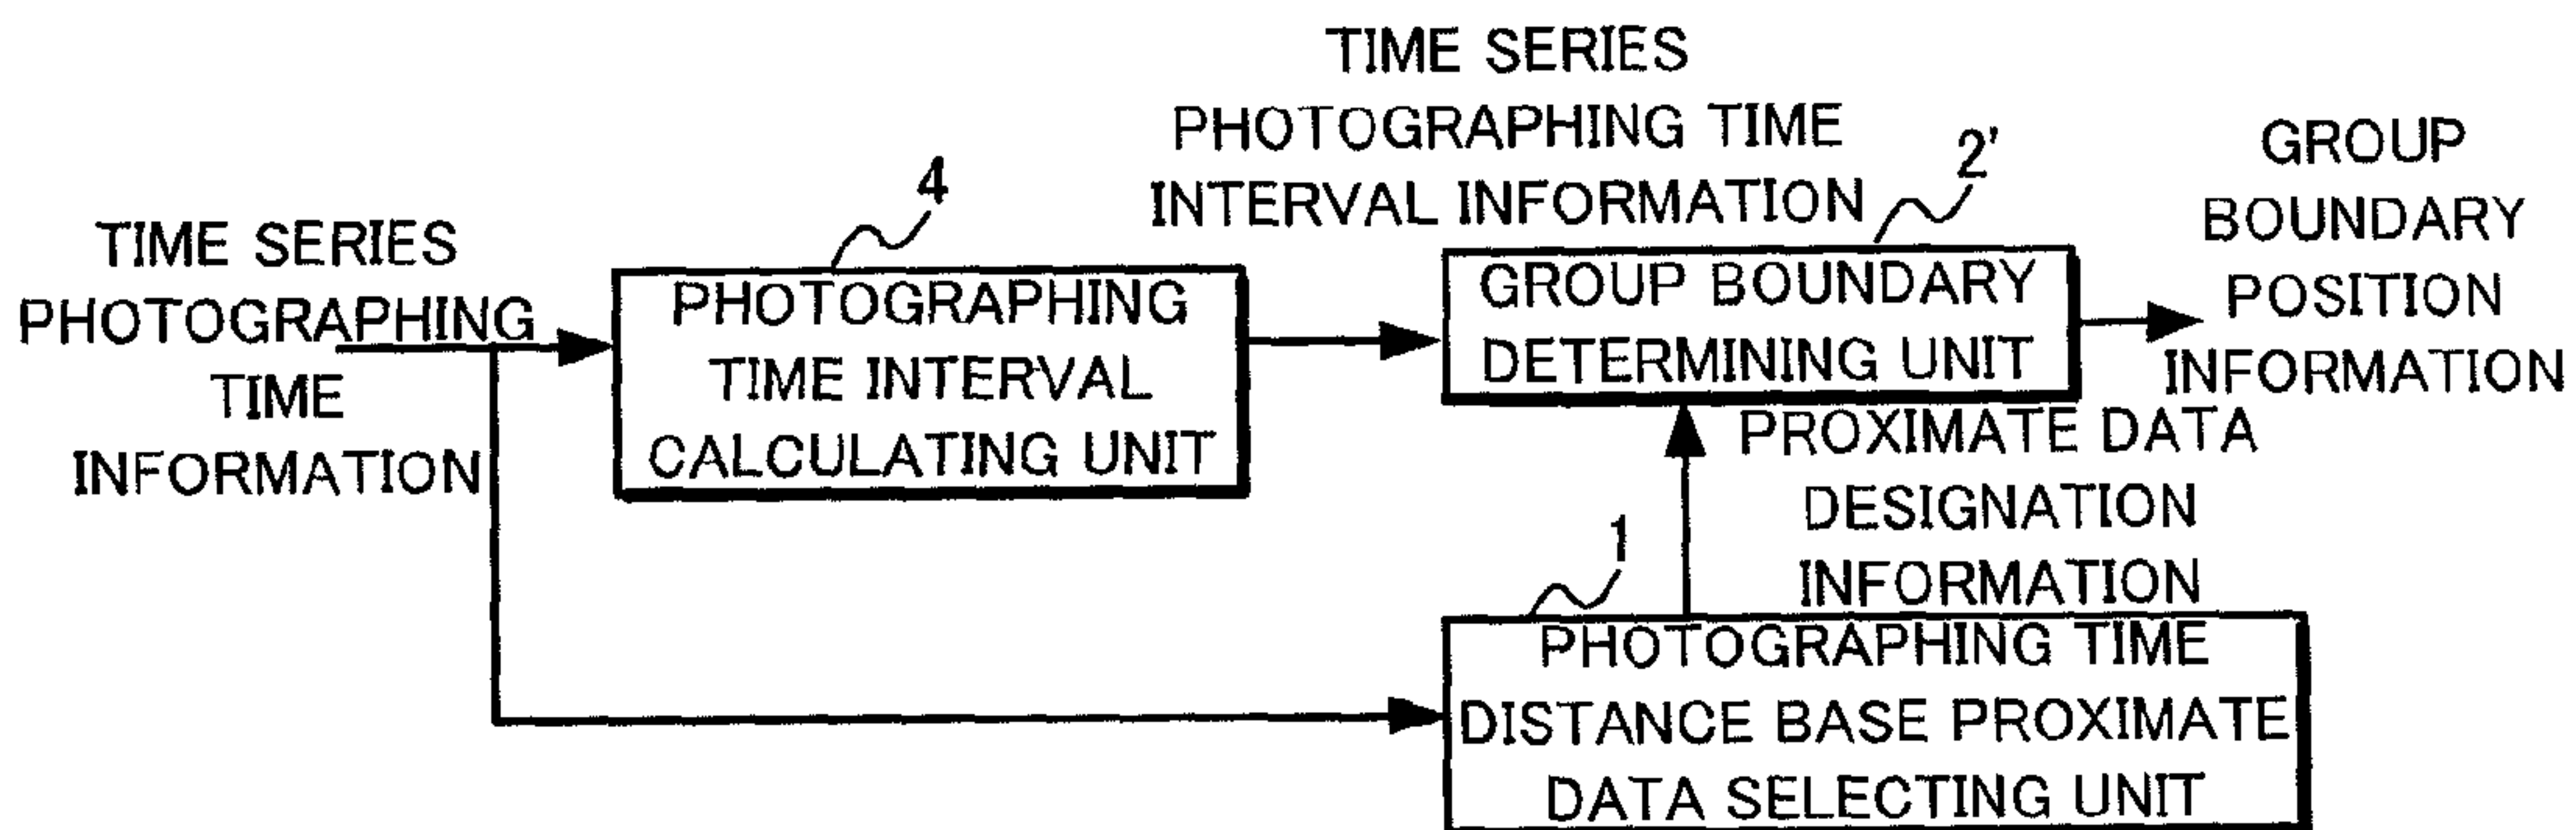 TIME SERIES
PHOTOGRAPHING
TIME
INFORMATION
4
PHOTOGRAPHING
TIME INTERVAL
CALCULATING UNIT
TIME SERIES
PHOTOGRAPHING TIME
INTERVAL INFORMATION
2'
GROUP BOUNDARY
DETERMINING UNIT
GROUP
BOUNDARY
POSITION
INFORMATION
PROXIMATE DATA
DESIGNATION
INFORMATION
1
PHOTOGRAPHING TIME
DISTANCE BASE PROXIMATE
DATA SELECTING UNIT